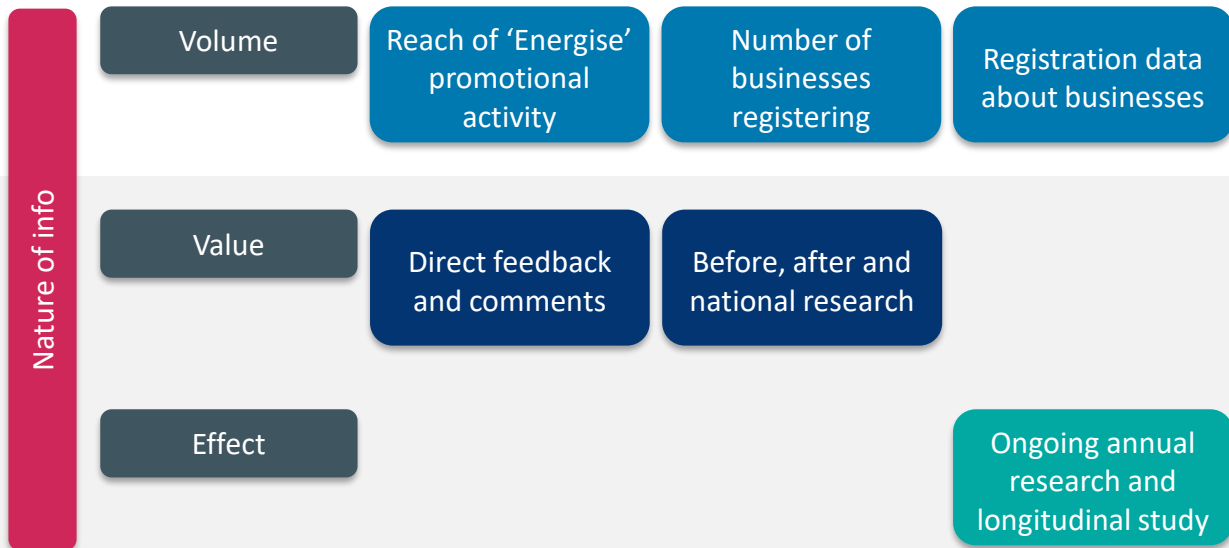 Nature of info
Volume
Reach of ‘Energise’
promotional
activity
Number of
businesses
registering
Registration data
about businesses
Value
Direct feedback
and comments
Before, after and
national research
Effect
Ongoing annual
research and
longitudinal study